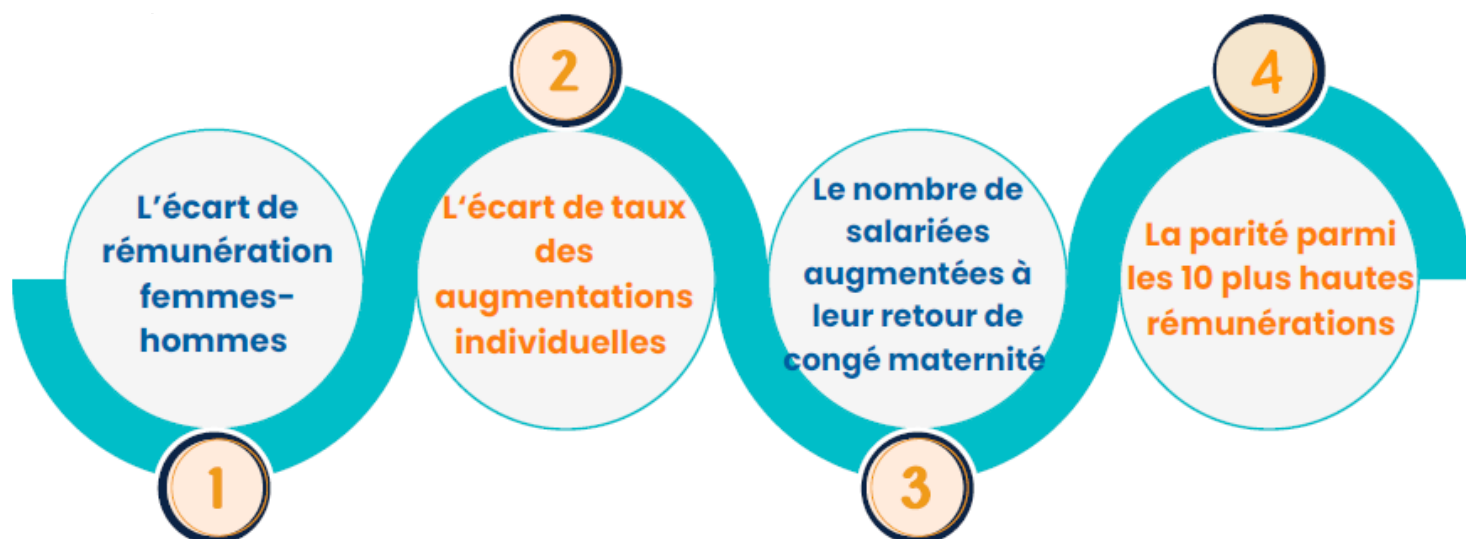 1
L’écart de
rémunération
femmes-
hommes
2
L‘écart de taux
des
augmentations
individuelles
3
Le nombre de
salariées
augmentées à
leur retour de
congé maternité
4
La parité parmi
les 10 plus hautes
rémunérations